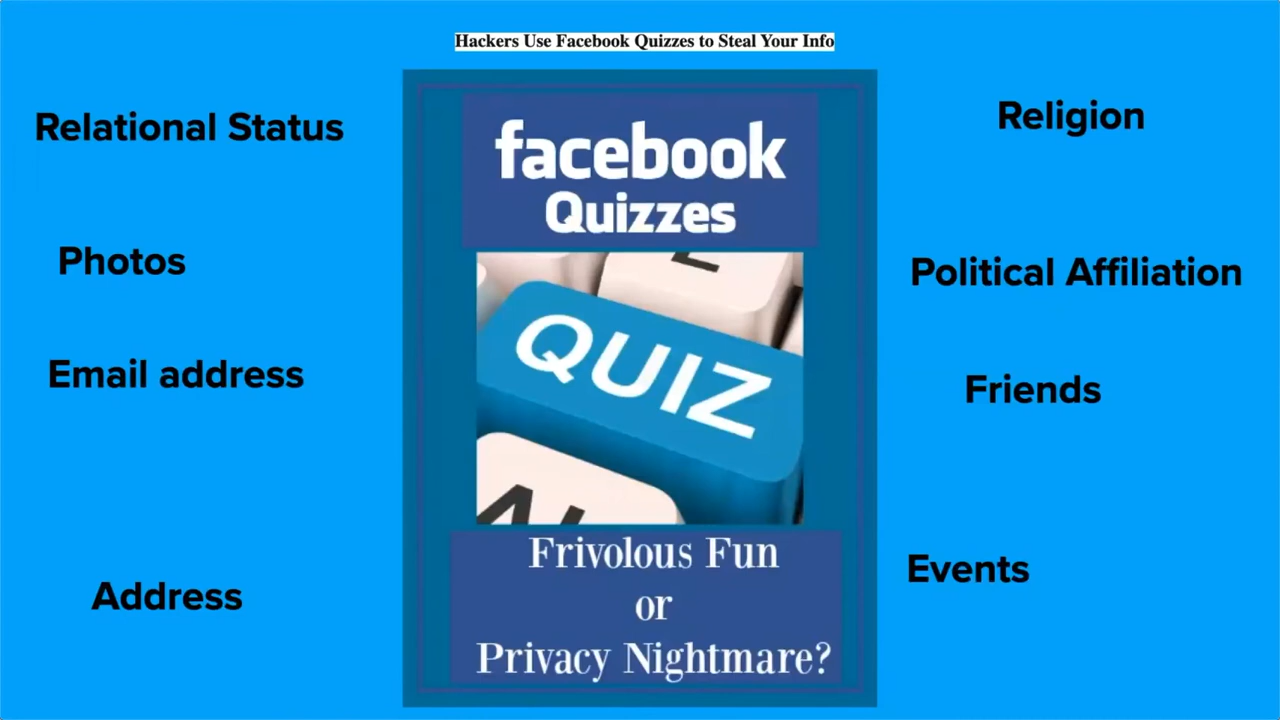 Hackers Use Facebook Quizzes to Steal Your Info
Relational Status
Photos
Email address
Address
facebook
Quizzes
QUIZ
Frivolous Fun
or
Privacy Nightmare?
Religion
Political Affiliation
Friends
Events